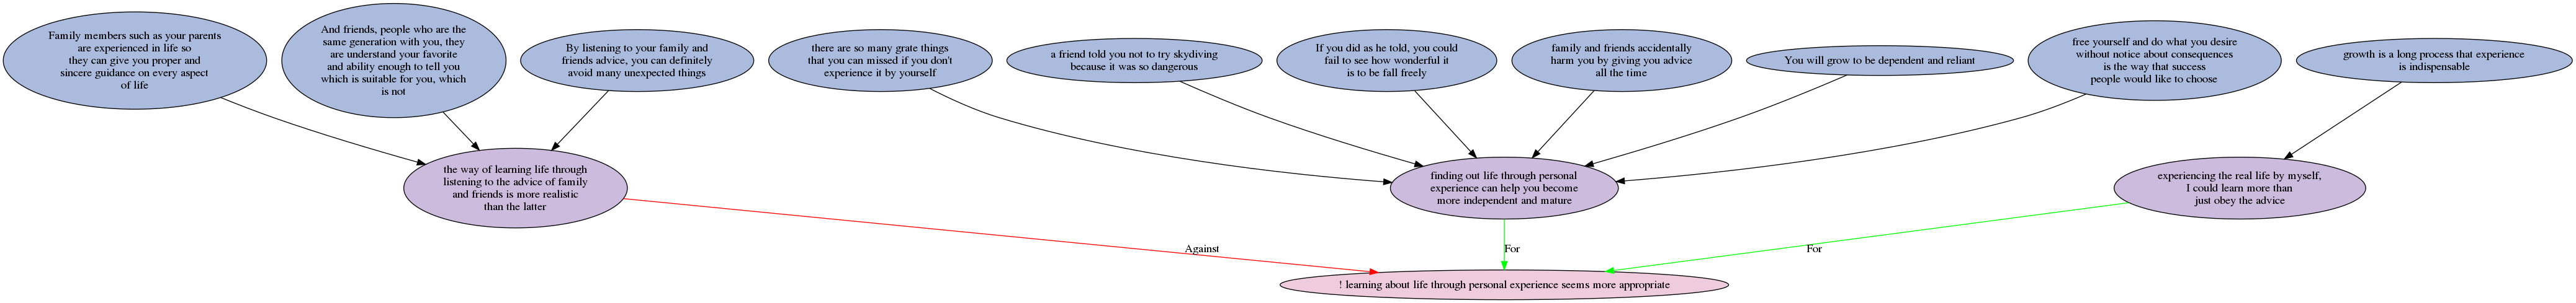 Family members such as your parents
are experienced in life so
they can give you proper and
sincere guidance on every aspect
of life
And friends, people who are the
same generation with you, they
are understand your favorite
and ability enough to tell you
which is suitable for you, which
is not
By listening to your family and
friends advice, you can definitely
avoid many unexpected things
there are so many grate things
that you can missed if you don't
experience it by yourself
a friend told you not to try skydiving
because it was so dangerous
If you did as he told, you could
fail to see how wonderful it
is to be fall freely
family and friends accidentally
harm you by giving you advice
all the time
You will grow to be dependent and reliant
free yourself and do what you desire
without notice about consequences
is the way that success
people would like to choose
growth is a long process that experience
is indispensable
the way of learning life through
listening to the advice of family
and friends is more realistic
than the latter
finding out life through personal
experience can help you become
more independent and mature
experiencing the real life by myself,
I could learn more than
just obey the advice
Against
For
For
! learning about life through personal experience seems more appropriate